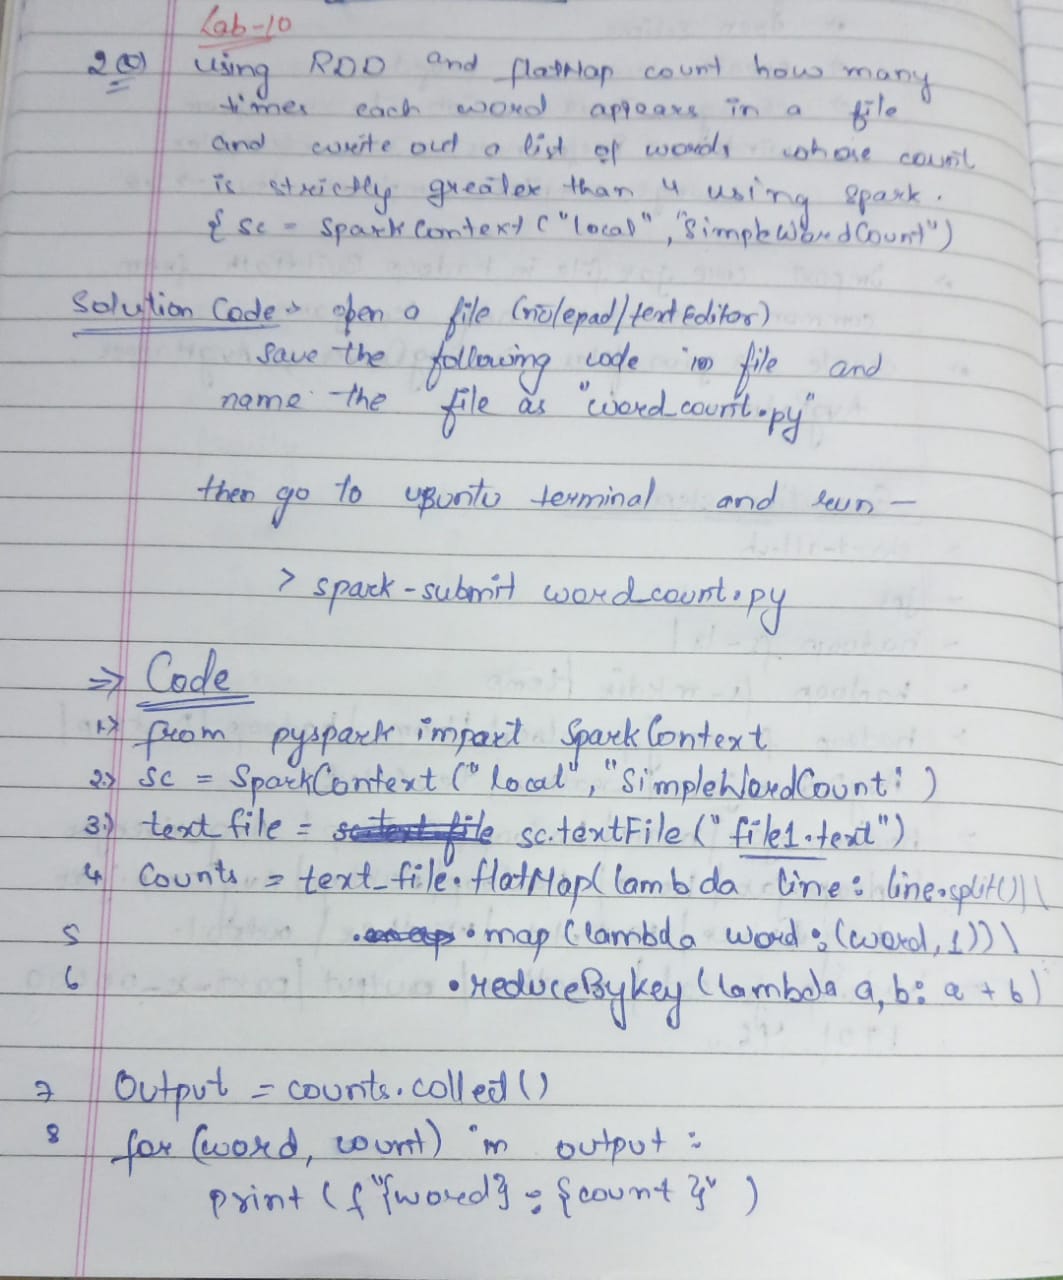 Lab-10
2(b) using RDD and flatMap count how many
times each word appears in a file
and write out a list of words whose count
is strictly greater than 4 using spark.
{ sc = SparkContext ("local", "SimpleWordCount")
Solution Code → open a file (notepad/text Editor)
save the following code in file and
name the file as "word_count.py"
then go to ubuntu terminal and run -
> spark-submit word_count.py
⇒ Code
1> from pyspark import SparkContext
2> sc = SparkContext ("local", "SimpleWordCount" )
3.) text file = sc.textFile ("file1.text")
4 Counts = text_file.flatMap( lambda line: line.split()) \
5 .map (lambda word : (word, 1)) \
6 .reduceByKey (lambda a, b: a + b)
7 Output = counts.collect ()
8 for (word, count) in output :
print (f "{word} : {count}" )